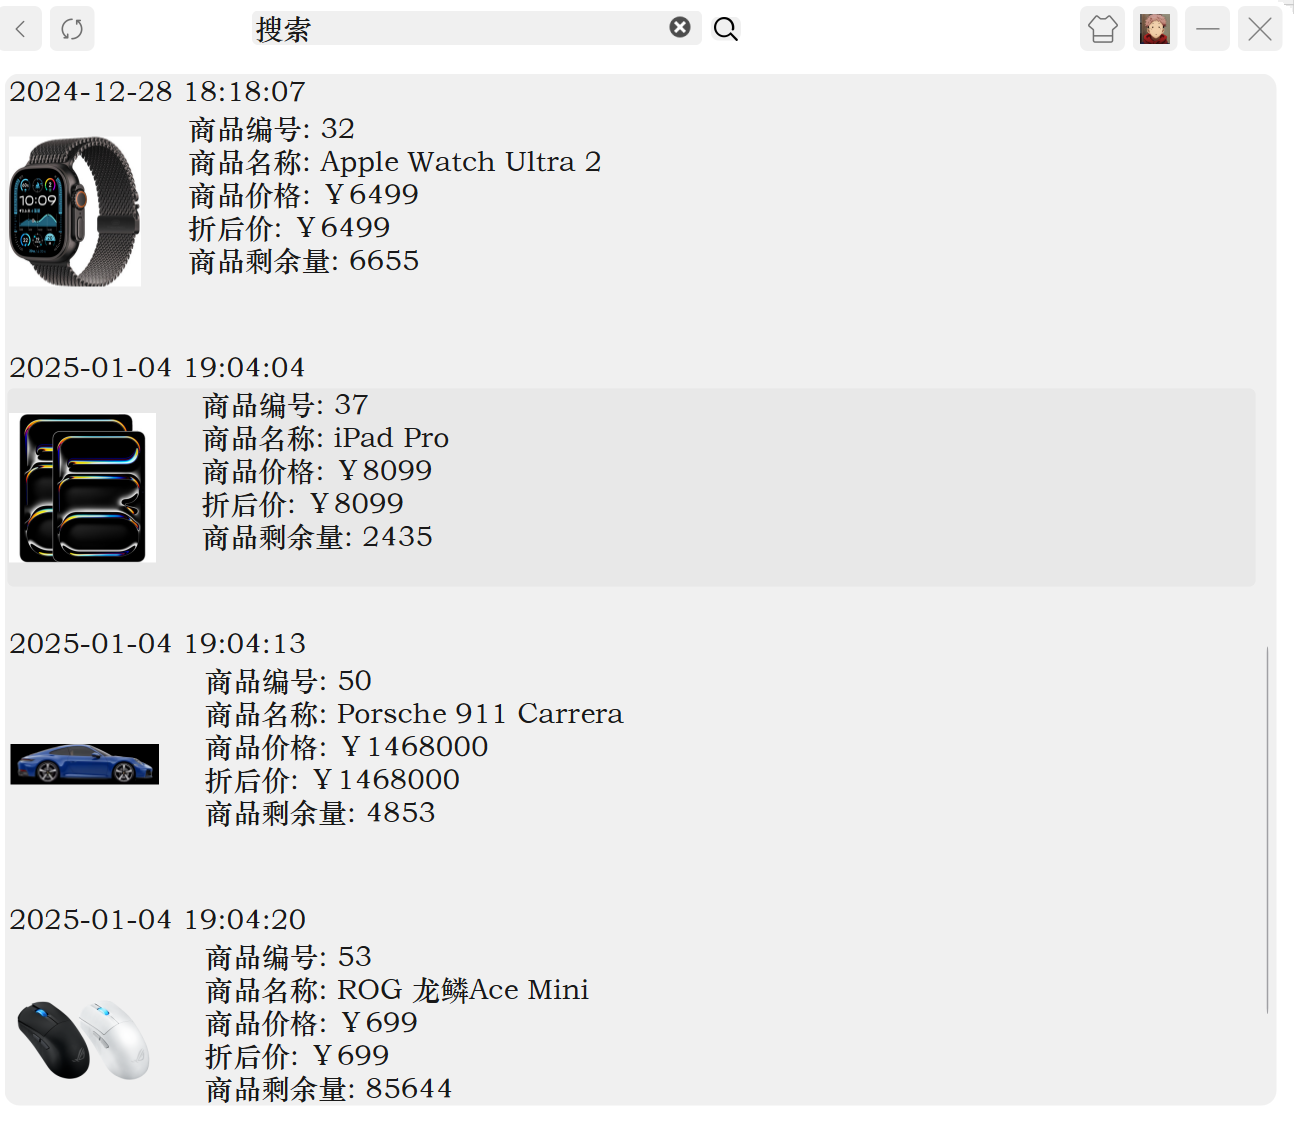 搜索
2024-12-28 18:18:07
商品编号: 32
商品名称: Apple Watch Ultra 2
商品价格: ￥6499
折后价: ￥6499
商品剩余量: 6655
10:09
2025-01-04 19:04:04
商品编号: 37
商品名称: iPad Pro
商品价格: ￥8099
折后价: ￥8099
商品剩余量: 2435
2025-01-04 19:04:13
商品编号: 50
商品名称: Porsche 911 Carrera
商品价格: ￥1468000
折后价: ￥1468000
商品剩余量: 4853
2025-01-04 19:04:20
商品编号: 53
商品名称: ROG 龙鳞Ace Mini
商品价格: ￥699
折后价: ￥699
商品剩余量: 85644